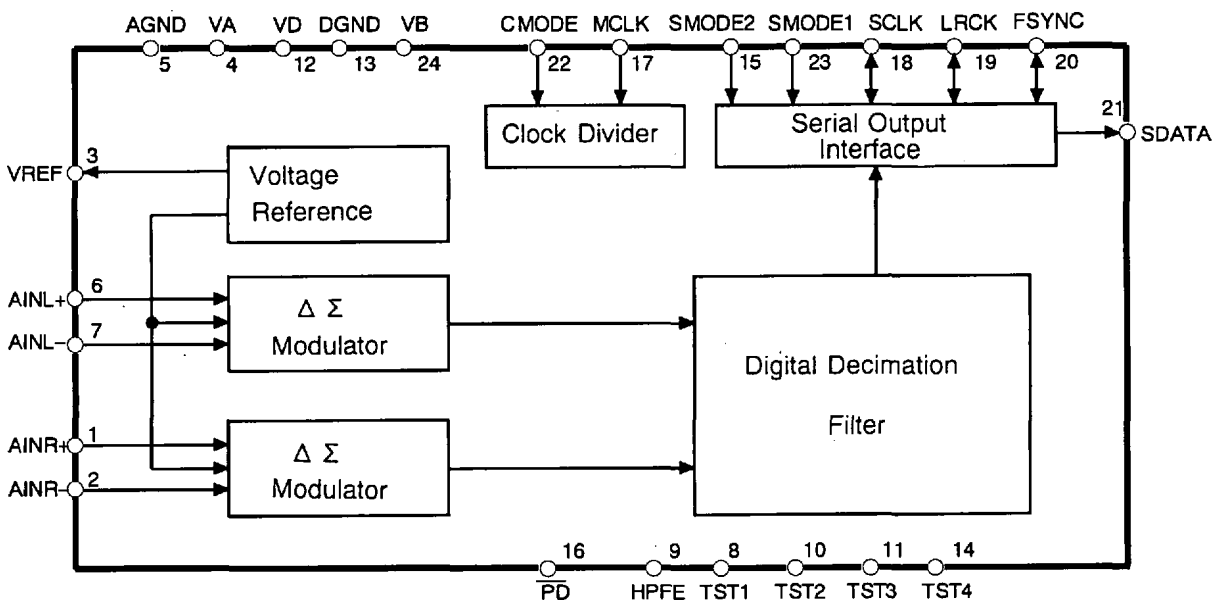 AGND VA VD DGND VB CMODE MCLK SMODE2 SMODE1 SCLK LRCK FSYNC
5 4 12 13 24 22 17 15 23 18 19 20
Clock Divider
Serial Output
Interface
21
SDATA
3
VREF
Voltage
Reference
6
AINL+
7
AINL−
Δ Σ
Modulator
Digital Decimation
Filter
1
AINR+
2
AINR−
Δ Σ
Modulator
16 9 8 10 11 14
P̅D̅ HPFE TST1 TST2 TST3 TST4